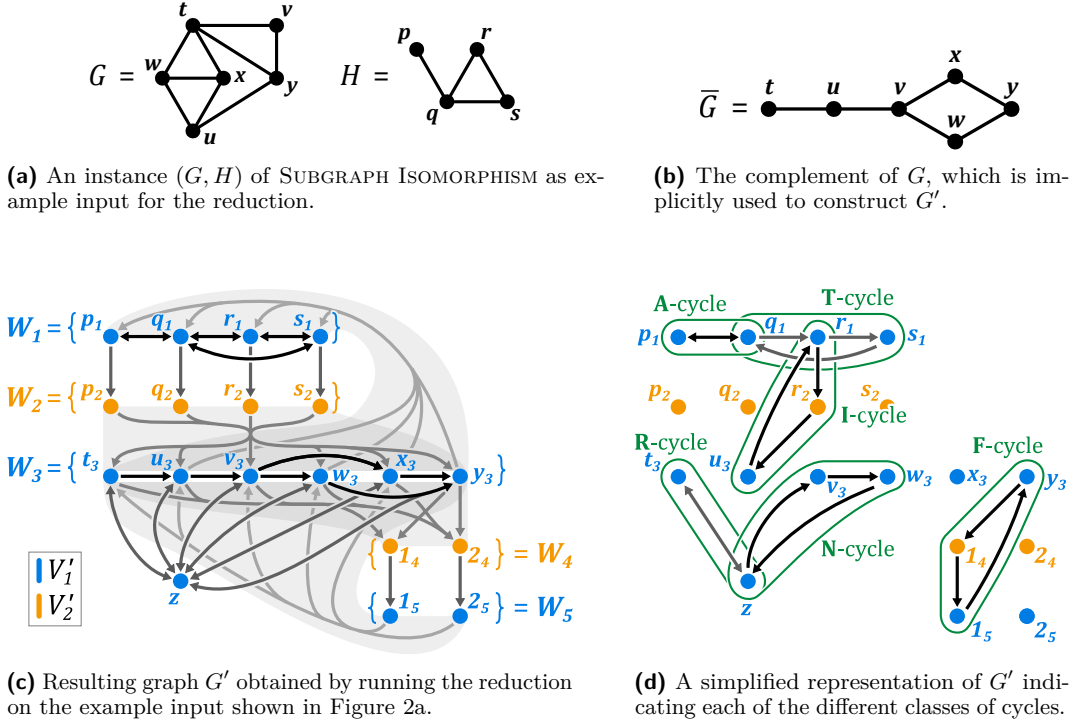 t v
w x y
u
G =
H =
p r
q s
G̅ =
t u v x w y
(a) An instance (G, H) of SUBGRAPH ISOMORPHISM as ex-
ample input for the reduction.
(b) The complement of G, which is im-
plicitly used to construct G′.
W₁ = { p₁ q₁ r₁ s₁ }
W₂ = { p₂ q₂ r₂ s₂ }
W₃ = { t₃ u₃ v₃ w₃ x₃ y₃ }
{ 1₄ 2₄ } = W₄
{ 1₅ 2₅ } = W₅
z
V′₁
V′₂
A-cycle T-cycle
p₁ q₁ r₁ s₁
p₂ q₂ r₂ s₂
I-cycle
R-cycle F-cycle
t₃ u₃ v₃ w₃ x₃ y₃
N-cycle
1₄ 2₄
z
1₅ 2₅
(c) Resulting graph G′ obtained by running the reduction
on the example input shown in Figure 2a.
(d) A simplified representation of G′ indi-
cating each of the different classes of cycles.